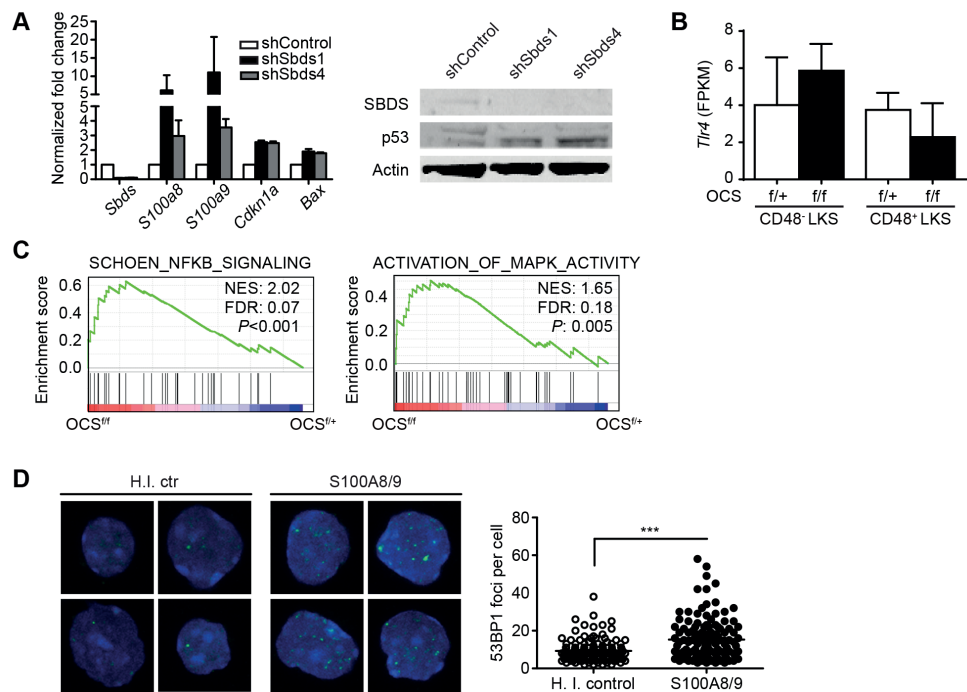 A
Normalized fold change
25
20
15
10
5
4
3
2
1
0
shControl
shSbds1
shSbds4
Sbds
S100a8
S100a9
Cdkn1a
Bax
shControl
shSbds1
shSbds4
SBDS
p53
Actin
B
Tlr4 (FPKM)
8
6
4
2
0
OCS f/+ f/f f/+ f/f
CD48⁻ LKS CD48⁺ LKS
C
SCHOEN_NFKB_SIGNALING
Enrichment score
0.6
0.4
0.2
0.0
NES: 2.02
FDR: 0.07
P<0.001
OCSf/f OCSf/+
ACTIVATION_OF_MAPK_ACTIVITY
Enrichment score
0.4
0.2
0.0
NES: 1.65
FDR: 0.18
P: 0.005
OCSf/f OCSf/+
D
H.I. ctr S100A8/9
53BP1 foci per cell
80
60
40
20
0
***
H. I. control S100A8/9